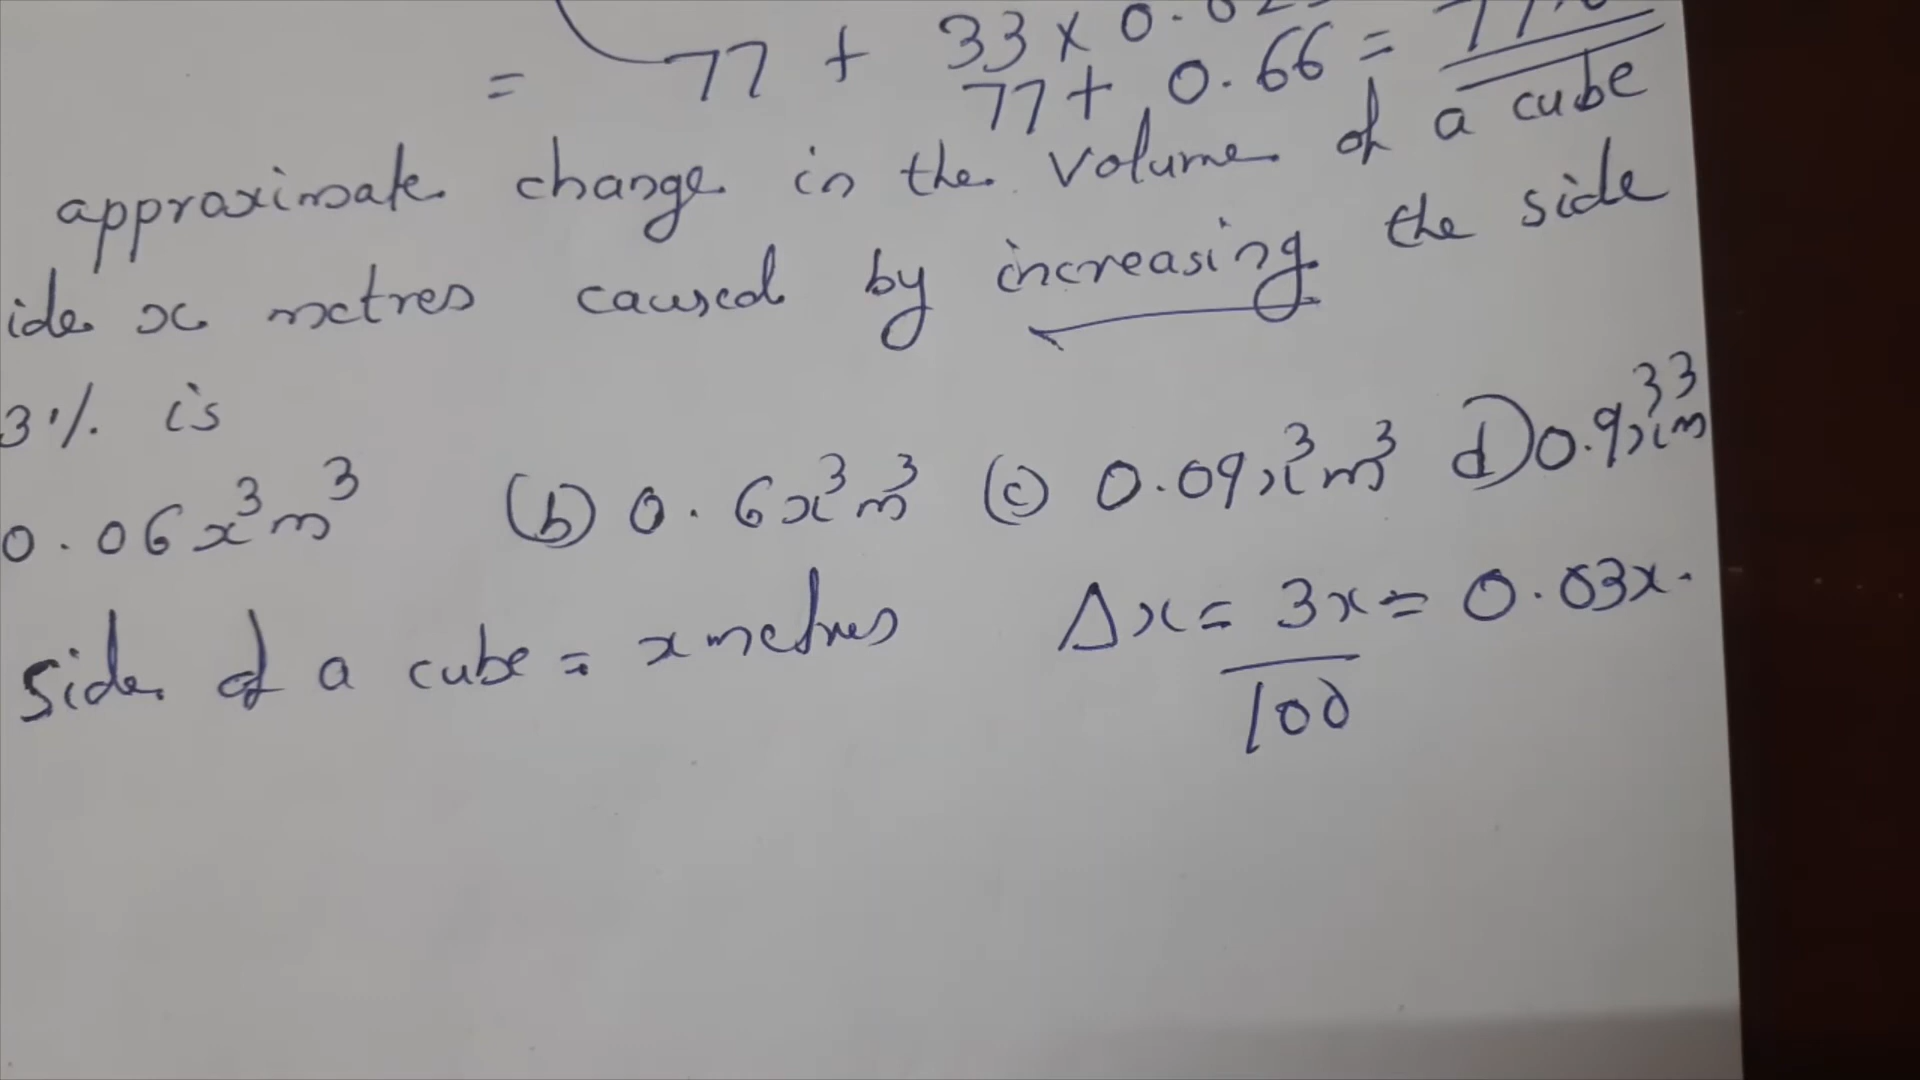 = 77 + 33 x 0.02
77 + 0.66 = 77.
approximate change in the volume of a cube
ide x metres caused by increasing the side
3% is
0.06x³m³ (b) 0.6x³m³ (c) 0.09x³m³ d) 0.9x³m³
side of a cube = x metres Δx = 3x/100 = 0.03x.